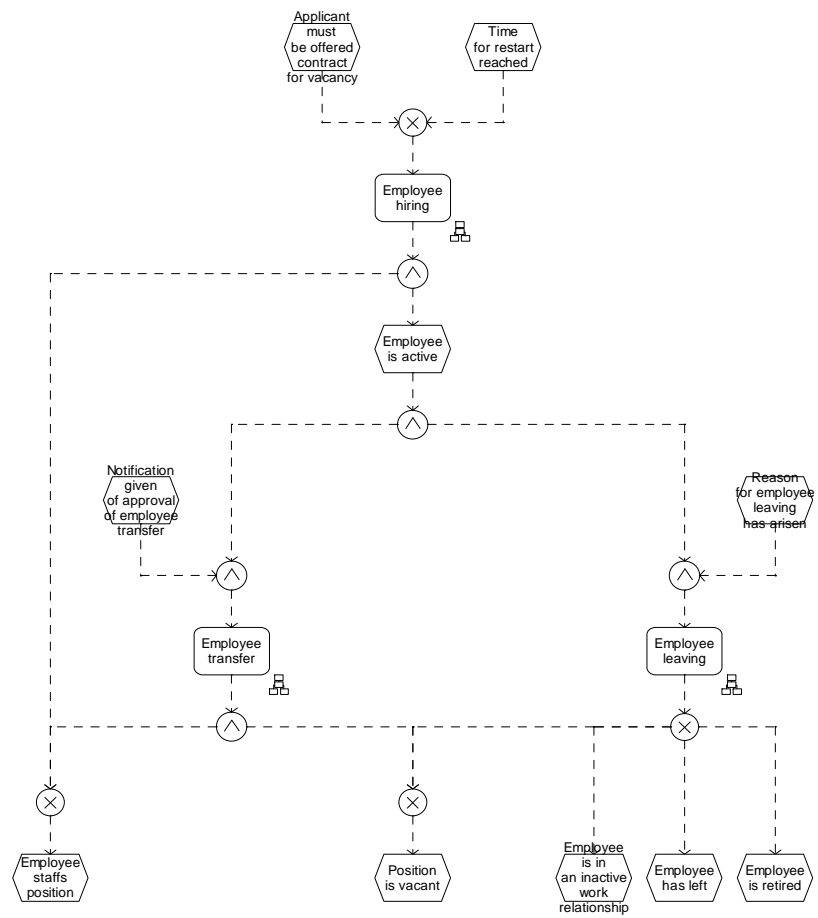 Applicant
must
be offered
contract
for vacancy
Time
for restart
reached
Employee
hiring
Employee
is active
Notification
given
of approval
of employee
transfer
Reason
for employee
leaving
has arisen
Employee
transfer
Employee
leaving
Employee
staffs
position
Position
is vacant
Employee
is in
an inactive
work
relationship
Employee
has left
Employee
is retired